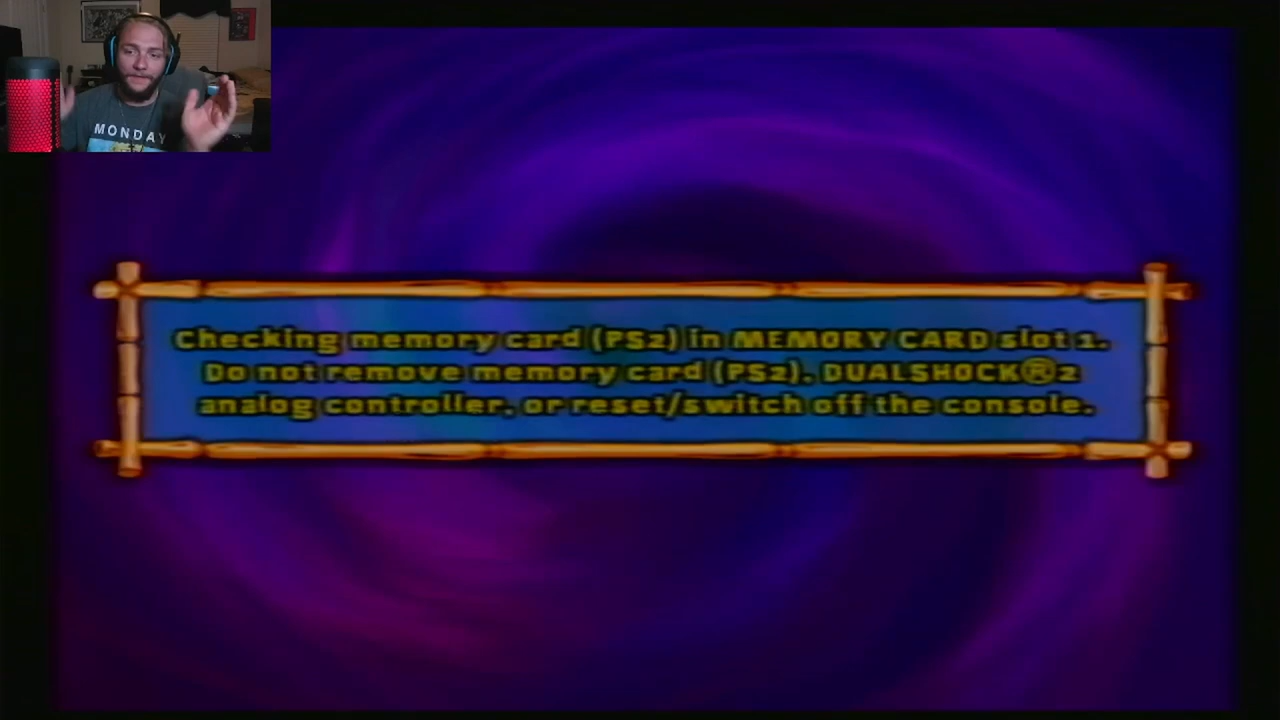 MONDAY
Checking memory card (PS2) in MEMORY CARD slot 1.
Do not remove memory card (PS2), DUALSHOCK®2
analog controller, or reset/switch off the console.